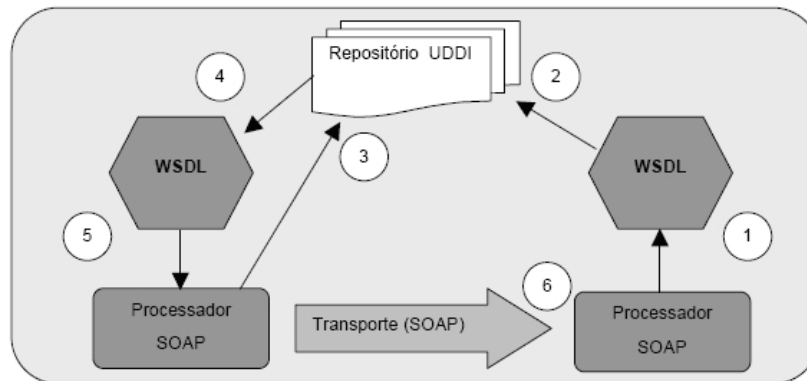 Repositório UDDI
4
2
3
WSDL
WSDL
5
1
6
Processador
SOAP
Transporte (SOAP)
Processador
SOAP